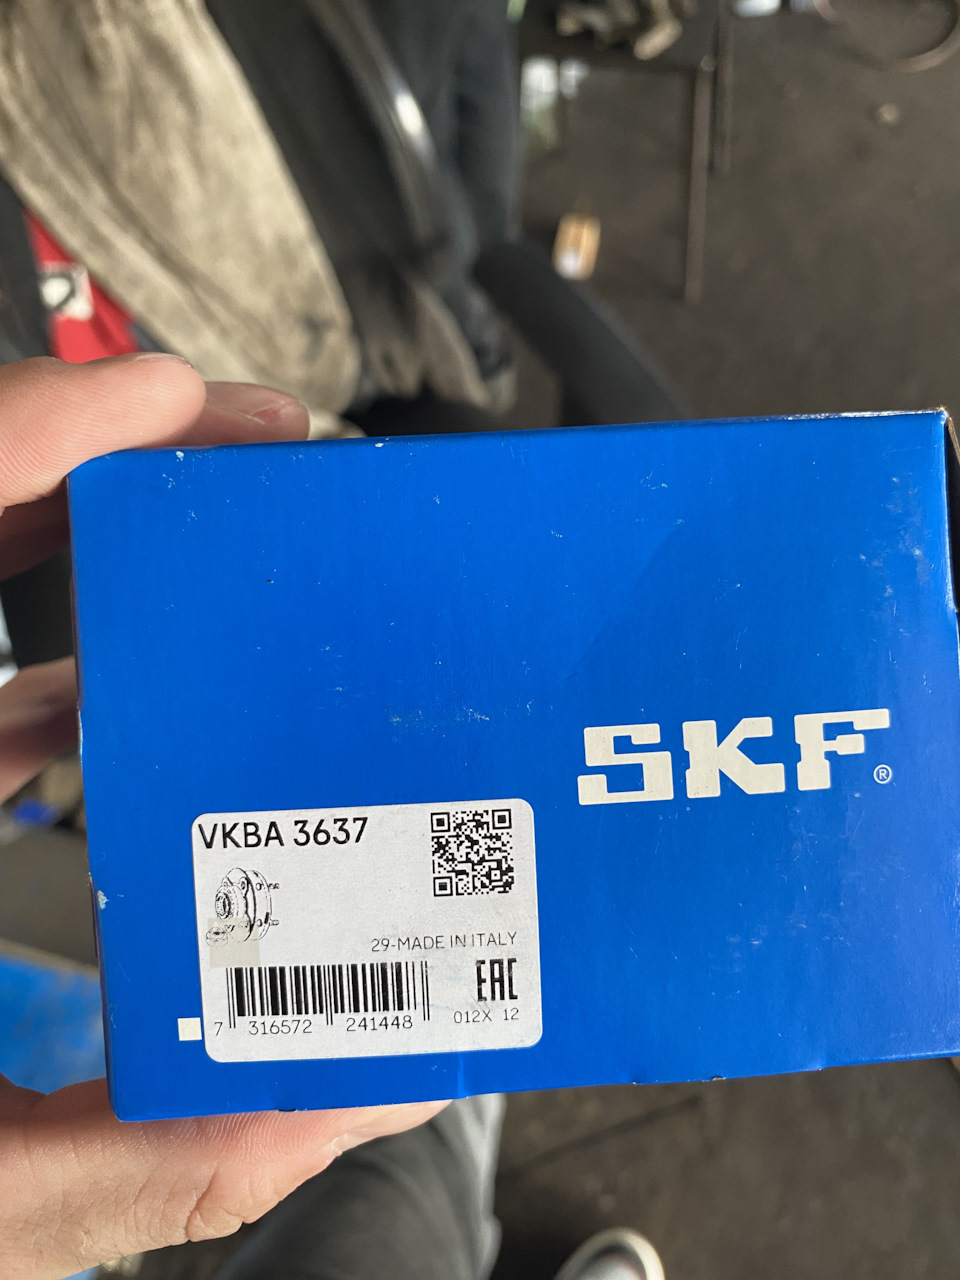 SKF
®
VKBA 3637
29-MADE IN ITALY
EAC
7 316572 241448
012X 12